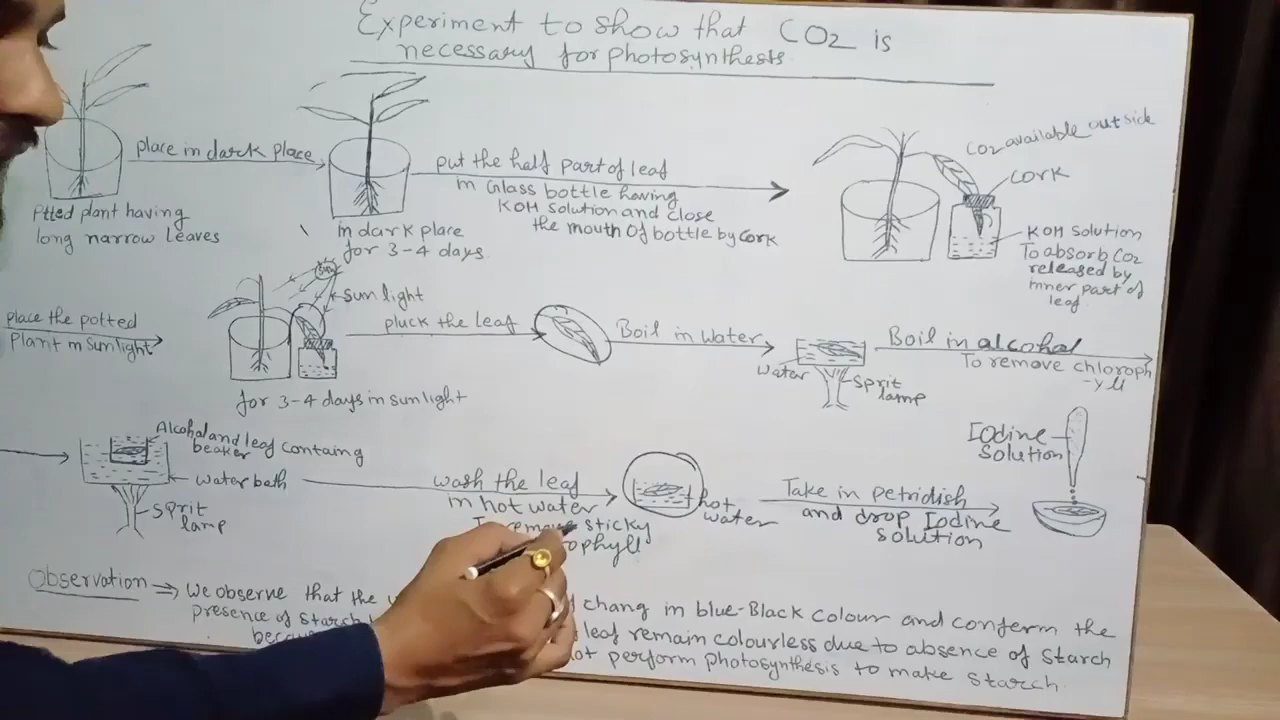 Experiment to show that CO2 is
necessary for photosynthesis
place in dark place
Ptted plant having
long narrow leaves
in dark place
for 3-4 days
put the half part of leaf
in Glass bottle having
KOH solution and close
the mouth of bottle by cork
CO2 available outside
CORK
KOH solution
To absorb CO2
released by
inner part of
leaf
place the potted
plant in sunlight
Sun
sunlight
for 3-4 days in sunlight
pluck the leaf
Boil in water
water
Sprit
lamp
Boil in alcohol
To remove chloroph
-yll
Alcohal and leaf containg
beaker
water bath
Sprit
lamp
wash the leaf
in hot water
remove sticky
ophyll
hot
water
Take in petridish
and drop Iodine
solution
Iodine
Solution
Observation ⇒ We observe that the
chang in blue-Black colour and conferm the
presence of starch
leaf remain colourless due to absence of starch
perform photosynthesis to make starch.